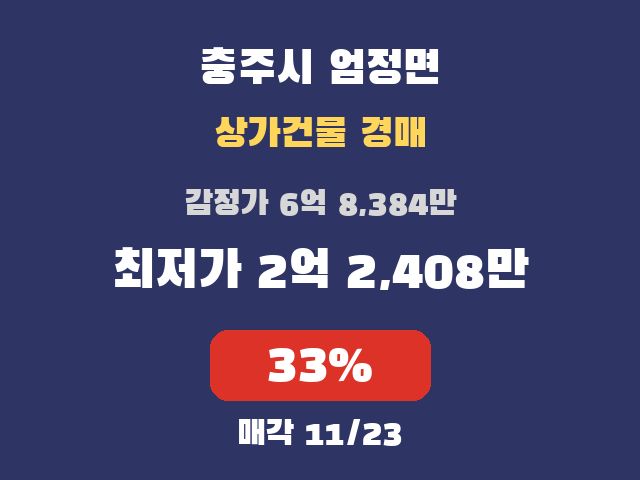 충주시 엄정면
상가건물 경매
감정가 6억 8,384만
최저가 2억 2,408만
33%
매각 11/23